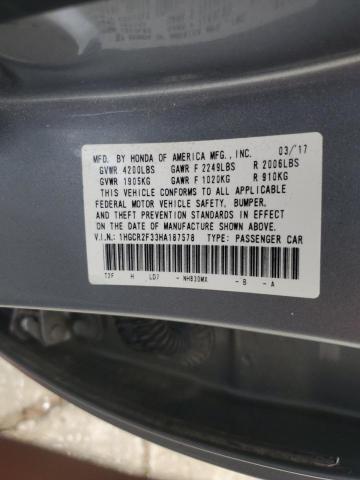 MFD. BY HONDA OF AMERICA MFG., INC. 03/17
GVWR 4200LBS GAWR F 2249LBS R 2006LBS
GVWR 1905KG GAWR F 1020KG R 910KG
THIS VEHICLE CONFORMS TO ALL APPLICABLE
FEDERAL MOTOR VEHICLE SAFETY, BUMPER,
AND THEFT PREVENTION STANDARDS IN EFFECT
ON THE DATE OF MANUFACTURE SHOWN ABOVE.
V.I.N.: 1HGCR2F33HA187578 TYPE: PASSENGER CAR
T2F H LD7 - NH830MX - B - A